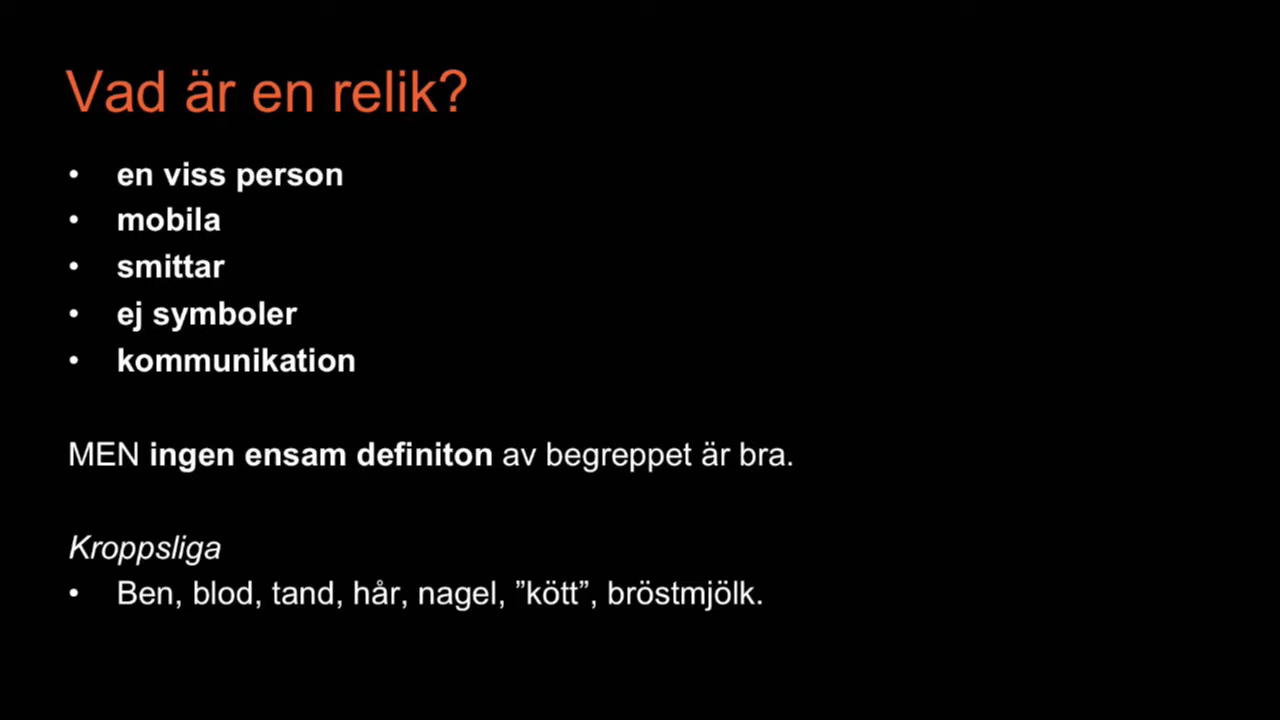 Vad är en relik?
• en viss person
• mobila
• smittar
• ej symboler
• kommunikation
MEN ingen ensam definiton av begreppet är bra.
Kroppsliga
• Ben, blod, tand, hår, nagel, ”kött”, bröstmjölk.